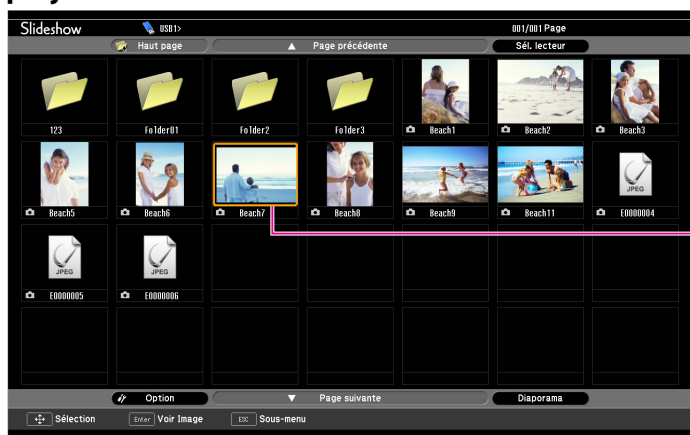 Slideshow USB1> 001/001 Page
Haut page Page précédente Sél. lecteur
123 Folder01 Folder2 Folder3 Beach1 Beach2 Beach3
Beach5 Beach6 Beach7 Beach8 Beach9 Beach11 JPEG E0000004
JPEG JPEG
E0000005 E0000006
Option Page suivante Diaporama
Sélection Enter Voir Image ESC Sous-menu